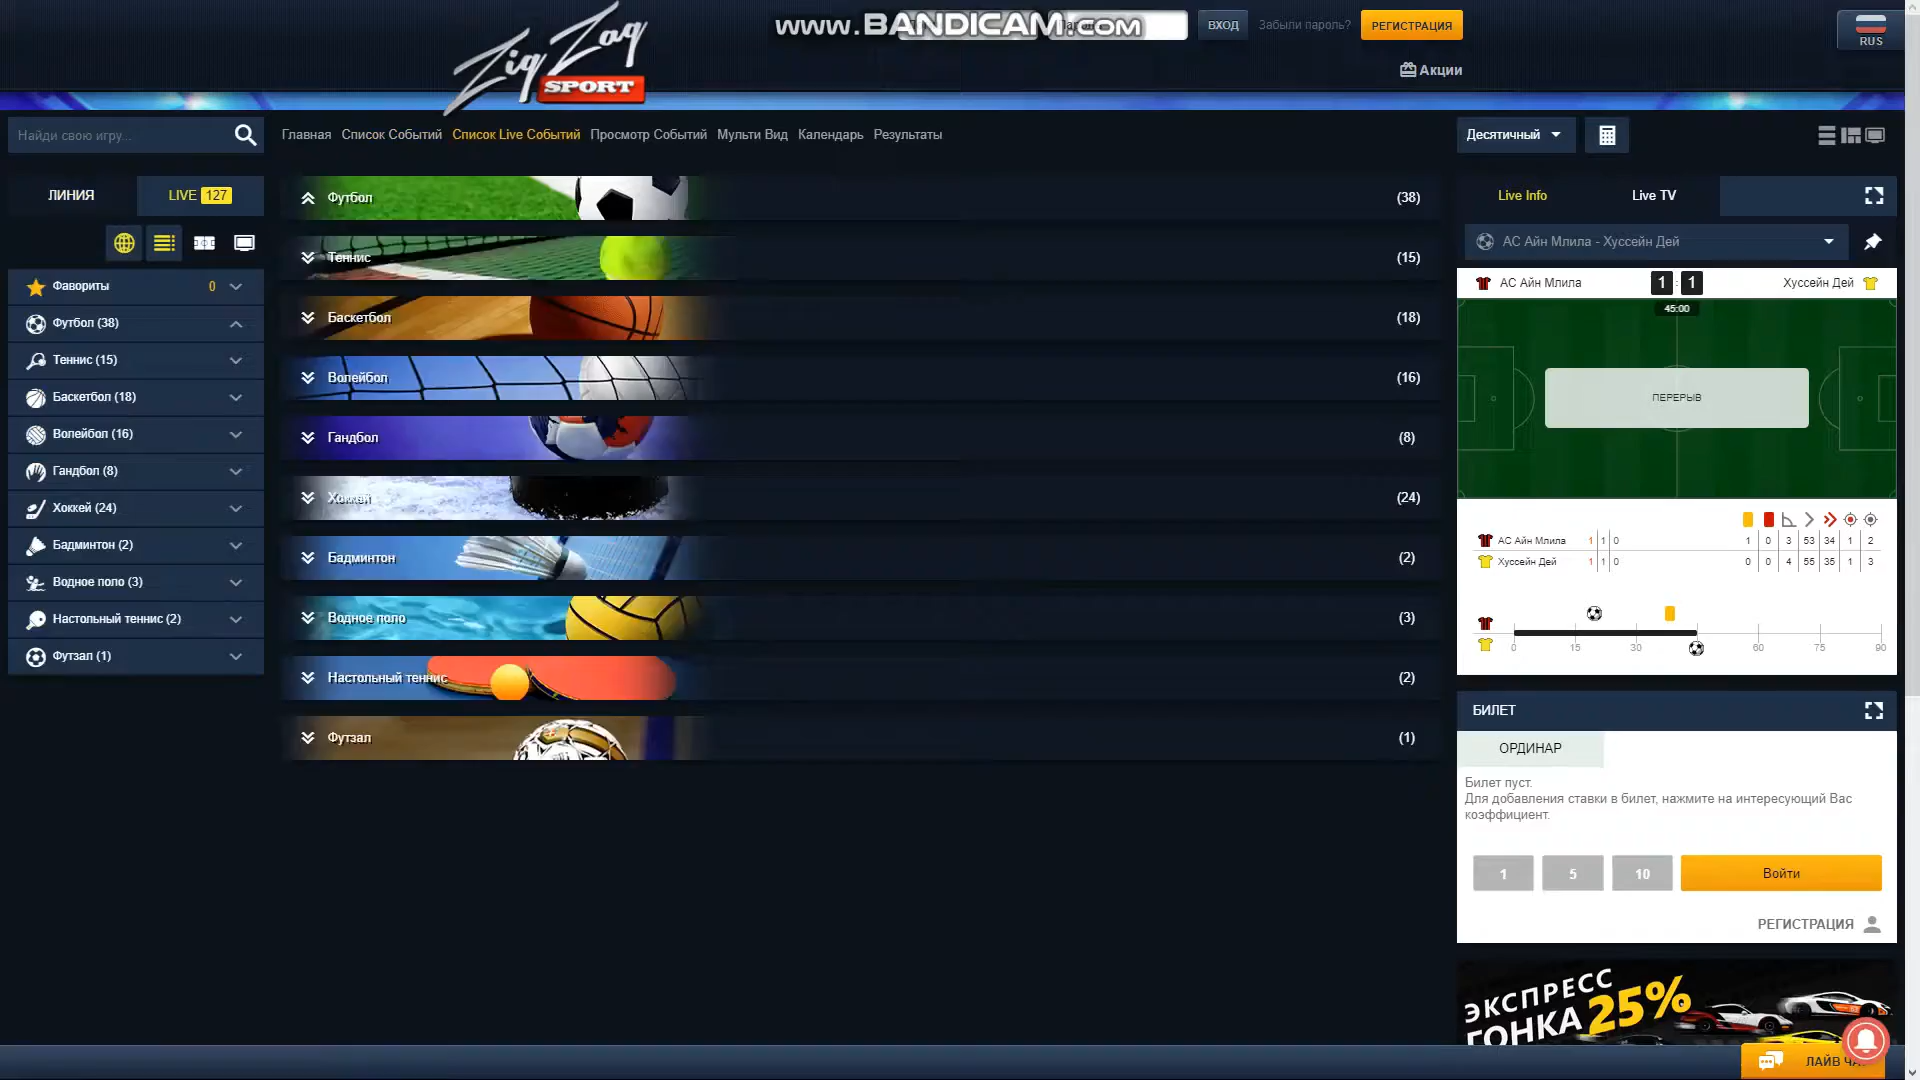 www.BANDICAM.com
ZigZag
SPORT
ВХОД
Забыли пароль?
РЕГИСТРАЦИЯ
RUS
Акции
Найди свою игру...
Главная
Список Событий
Список Live Событий
Просмотр Событий
Мульти Вид
Календарь
Результаты
Десятичный
ЛИНИЯ
LIVE 127
Фавориты 0
Футбол (38)
Теннис (15)
Баскетбол (18)
Волейбол (16)
Гандбол (8)
Хоккей (24)
Бадминтон (2)
Водное поло (3)
Настольный теннис (2)
Футзал (1)
Футбол (38)
Теннис (15)
Баскетбол (18)
Волейбол (16)
Гандбол (8)
Хоккей (24)
Бадминтон (2)
Водное поло (3)
Настольный теннис (2)
Футзал (1)
Live Info
Live TV
АС Айн Млила - Хуссейн Дей
АС Айн Млила 1 : 1 Хуссейн Дей
45:00
ПЕРЕРЫВ
АС Айн Млила 1 1 0 1 0 3 53 34 1 2
Хуссейн Дей 1 1 0 0 0 4 55 35 1 3
0 15 30 60 75 90
БИЛЕТ
ОРДИНАР
Билет пуст.
Для добавления ставки в билет, нажмите на интересующий Вас
коэффициент.
1 5 10 Войти
РЕГИСТРАЦИЯ
ЭКСПРЕСС
ГОНКА 25%
ЛАЙВ